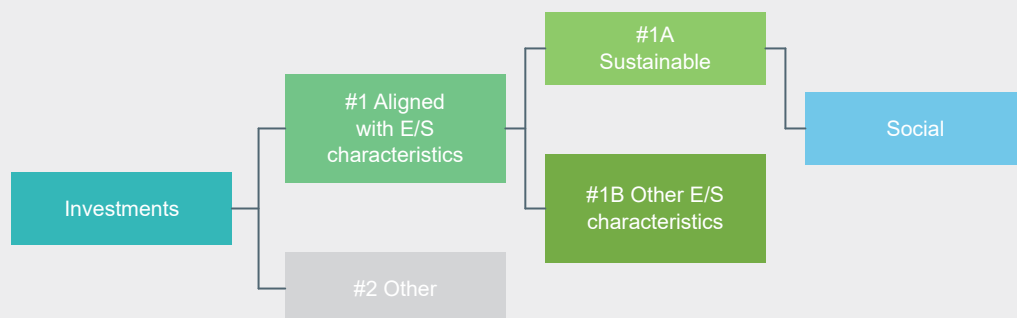 Investments
#1 Aligned
with E/S
characteristics
#2 Other
#1A
Sustainable
#1B Other E/S
characteristics
Social